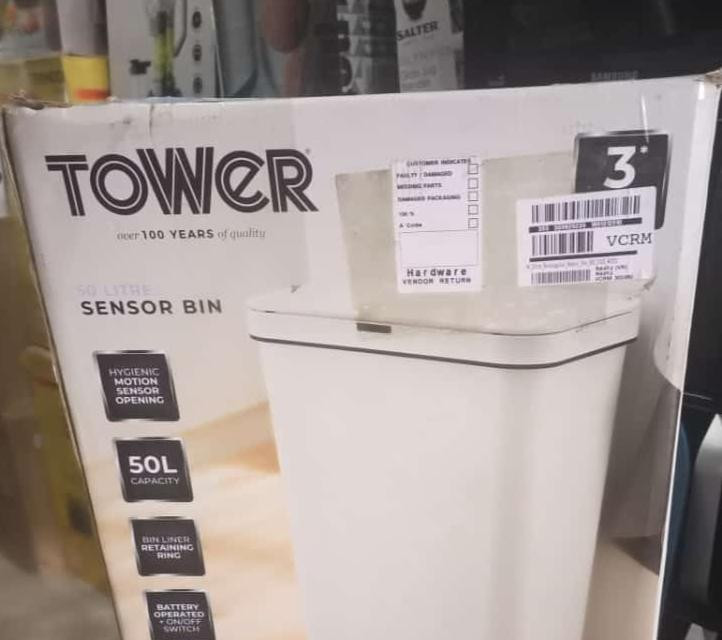 SALTER
SAMSUNG
TOWER
over 100 YEARS of quality
50 LITRE
SENSOR BIN
HYGIENIC
MOTION
SENSOR
OPENING
50L
CAPACITY
BIN LINER
RETAINING
RING
BATTERY
OPERATED
+ ON/OFF
SWITCH
CUSTOMER INDICATES
FAULTY / DAMAGED
MISSING PARTS
DAMAGED PACKAGING
A Code
Hardware
VENDOR RETURN
3*
VCRM